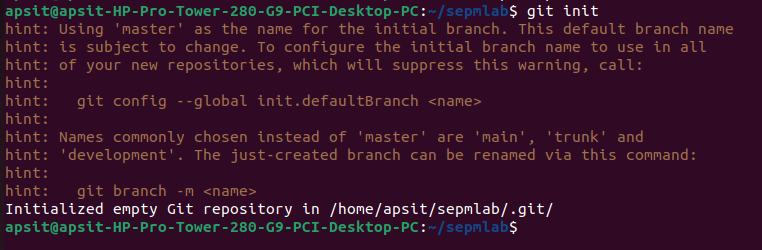 apsit@apsit-HP-Pro-Tower-280-G9-PCI-Desktop-PC:~/sepmlab$ git init
hint: Using 'master' as the name for the initial branch. This default branch name
hint: is subject to change. To configure the initial branch name to use in all
hint: of your new repositories, which will suppress this warning, call:
hint:
hint:   git config --global init.defaultBranch <name>
hint:
hint: Names commonly chosen instead of 'master' are 'main', 'trunk' and
hint: 'development'. The just-created branch can be renamed via this command:
hint:
hint:   git branch -m <name>
Initialized empty Git repository in /home/apsit/sepmlab/.git/
apsit@apsit-HP-Pro-Tower-280-G9-PCI-Desktop-PC:~/sepmlab$